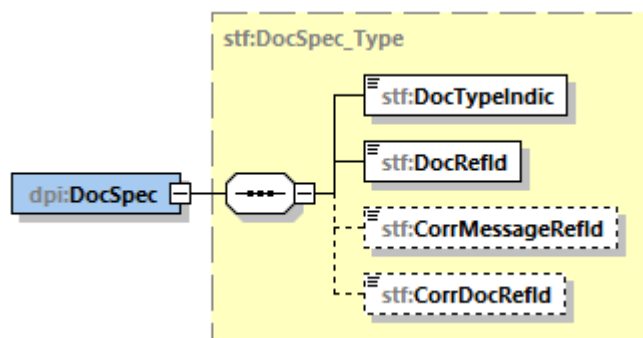 stf:DocSpec_Type
stf:DocTypeIndic
stf:DocRefId
dpi:DocSpec
stf:CorrMessageRefId
stf:CorrDocRefId